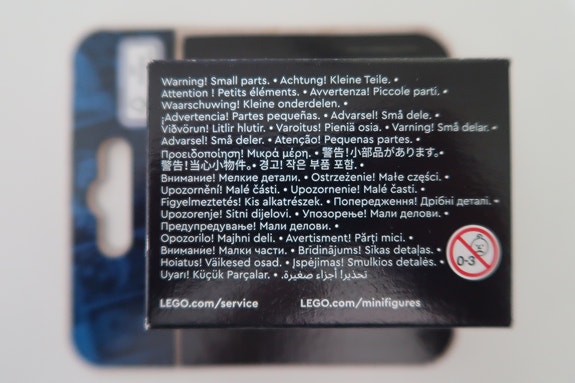 Warning! Small parts. • Achtung! Kleine Teile. •
Attention ! Petits éléments. • Avvertenza! Piccole parti. •
Waarschuwing! Kleine onderdelen. •
¡Advertencia! Partes pequeñas. • Advarsel! Små dele. •
Viðvörun! Litlir hlutir. • Varoitus! Pieniä osia. • Varning! Små delar. •
Advarsel! Små deler. • Atenção! Pequenas partes. •
Προειδοποίηση! Μικρά μέρη. • 警告!小部品があります。 •
警告!当心小物件。 • 경고! 작은 부품 포함. •
Внимание! Мелкие детали. • Ostrzeżenie! Małe części. •
Upozornění! Malé části. • Upozornenie! Malé časti. •
Figyelmeztetés! Kis alkatrészek. • Попередження! Дрібні деталі. •
Upozorenje! Sitni dijelovi. • Упозорење! Мали делови. •
Предупредување! Мали делови. •
Opozorilo! Majhni deli. • Avertisment! Părți mici. •
Внимание! Малки части. • Brīdinājums! Sīkas detaļas. •
Hoiatus! Väikesed osad. • Įspėjimas! Smulkios detalės. •
Uyarı! Küçük Parçalar. • تحذير! أجزاء صغيرة.
0-3
LEGO.com/service LEGO.com/minifigures